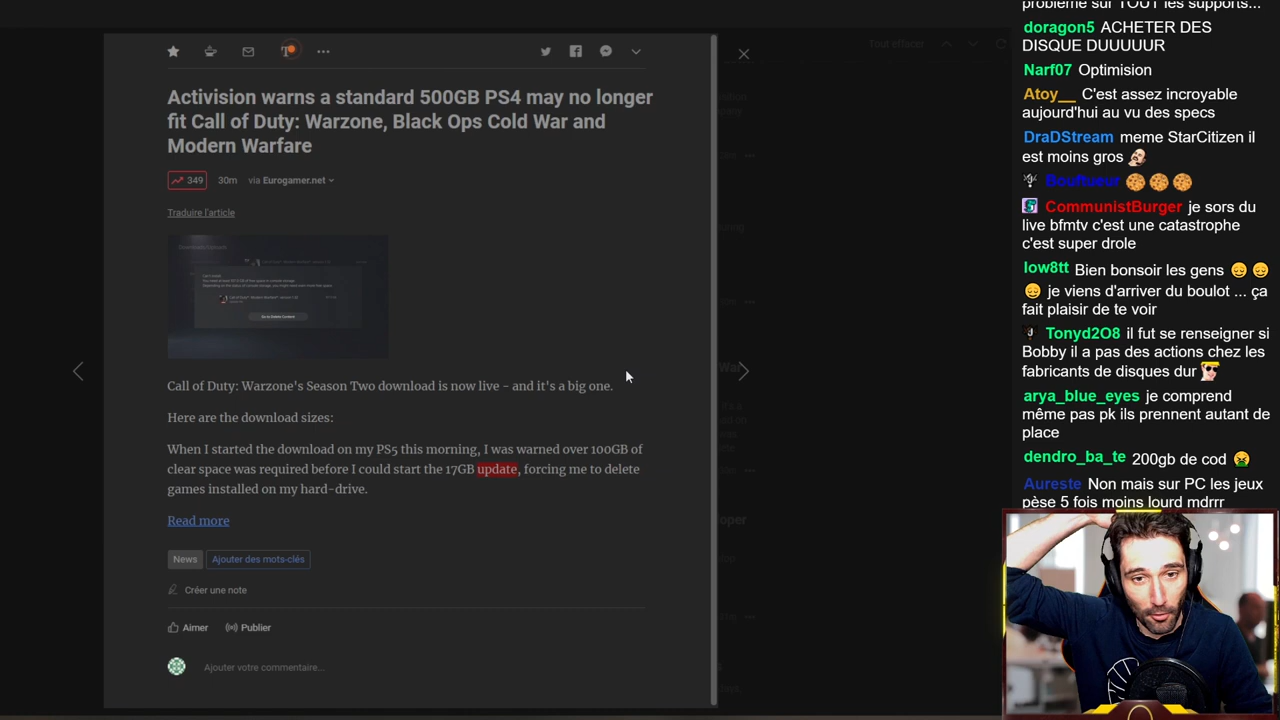 Tout effacer
Activision warns a standard 500GB PS4 may no longer
fit Call of Duty: Warzone, Black Ops Cold War and
Modern Warfare
349 30m via Eurogamer.net
Traduire l'article
Call of Duty: Warzone's Season Two download is now live - and it's a big one.
Here are the download sizes:
When I started the download on my PS5 this morning, I was warned over 100GB of
clear space was required before I could start the 17GB update, forcing me to delete
games installed on my hard-drive.
Read more
News Ajouter des mots-clés
Créer une note
Aimer Publier
Ajouter votre commentaire...
problème sur TOUT les supports...
doragon5 ACHETER DES
DISQUE DUUUUUR
Narf07 Optimision
Atoy__ C'est assez incroyable
aujourd'hui au vu des specs
DraDStream meme StarCitizen il
est moins gros
Bouftueur
CommunistBurger je sors du
live bfmtv c'est une catastrophe
c'est super drole
low8tt Bien bonsoir les gens
je viens d'arriver du boulot ... ça
fait plaisir de te voir
Tonyd2O8 il fut se renseigner si
Bobby il a pas des actions chez les
fabricants de disques dur
arya_blue_eyes je comprend
même pas pk ils prennent autant de
place
dendro_ba_te 200gb de cod
Aureste Non mais sur PC les jeux
pèse 5 fois moins lourd mdrrr